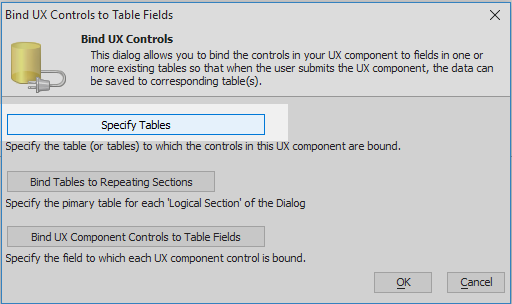 Bind UX Controls to Table Fields
Bind UX Controls
This dialog allows you to bind the controls in your UX component to fields in one or
more existing tables so that when the user submits the UX component, the data can
be saved to corresponding table(s).
Specify Tables
Specify the table (or tables) to which the controls in this UX component are bound.
Bind Tables to Repeating Sections
Specify the pimary table for each 'Logical Section' of the Dialog
Bind UX Component Controls to Table Fields
Specify the field to which each UX component control is bound.
OK Cancel